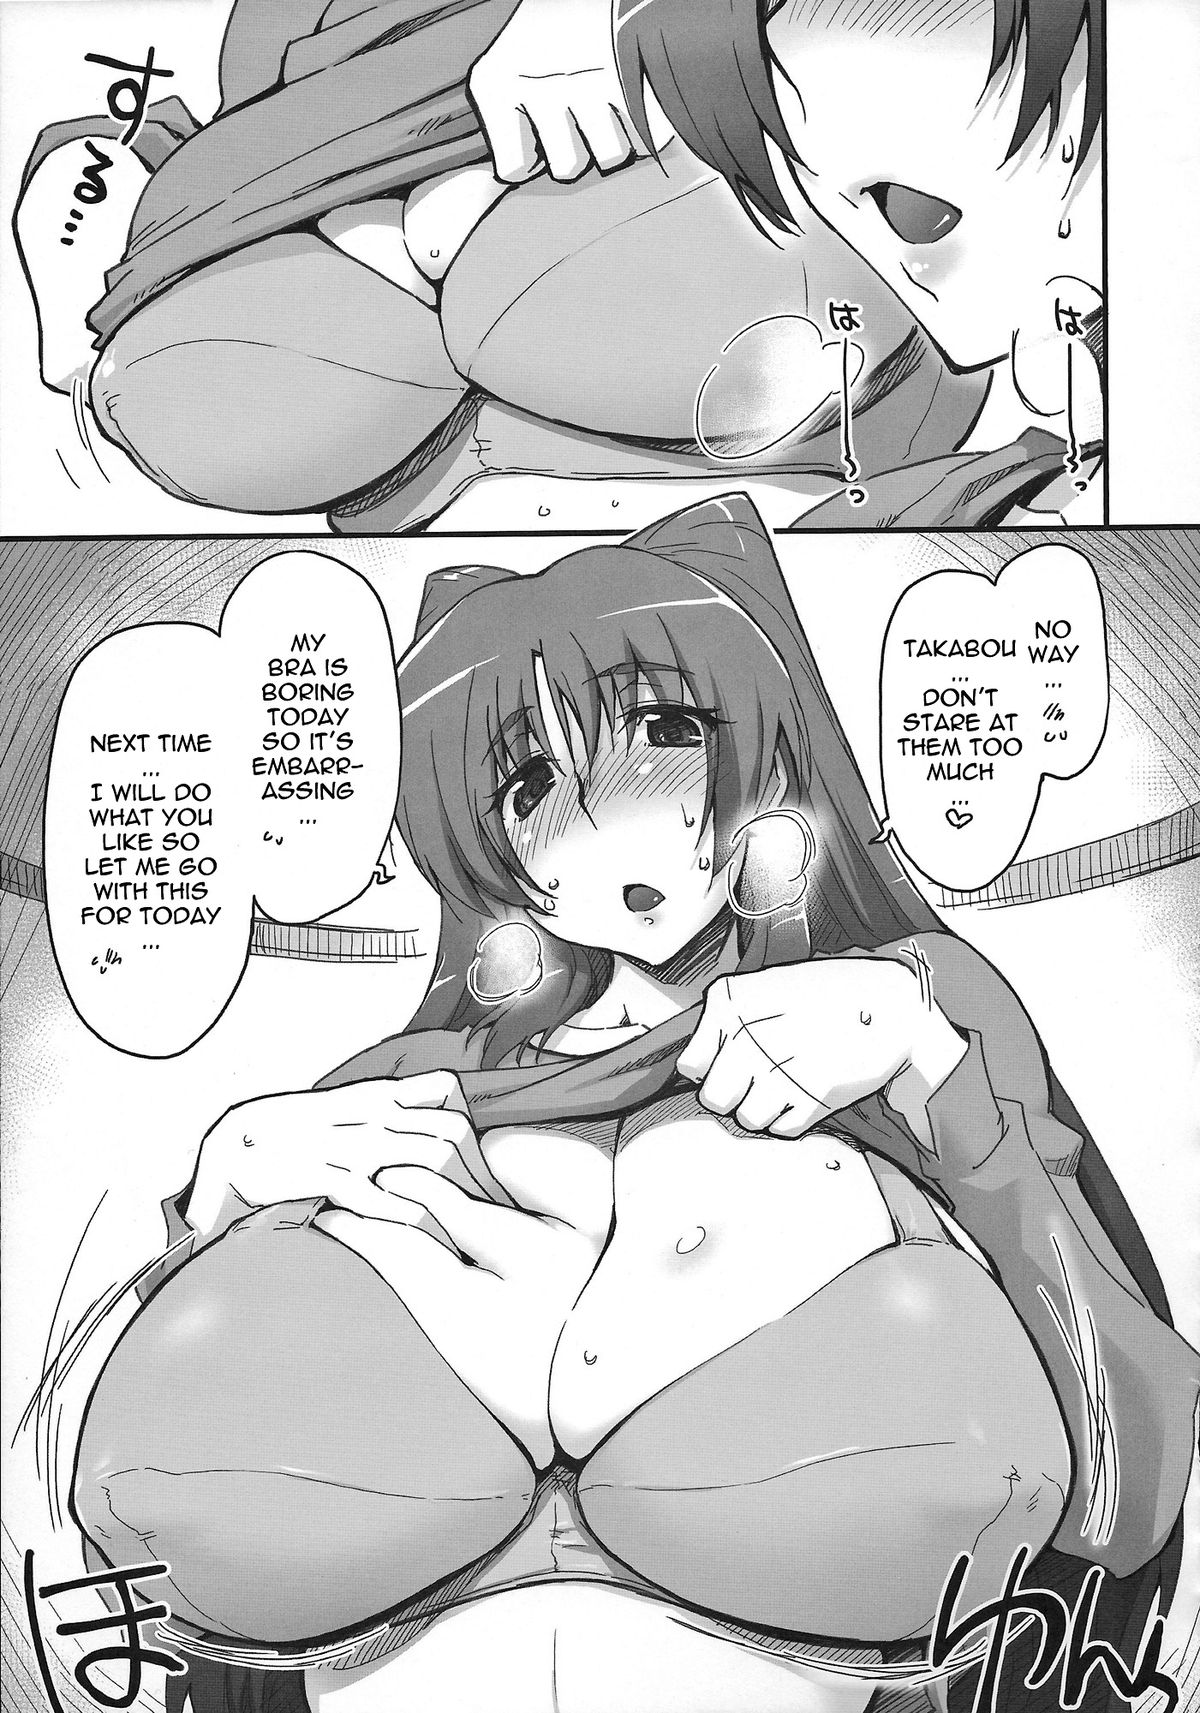 する…
はーっ
はーっ
NO
WAY
...
TAKABOU
...
DON'T
STARE AT
THEM TOO
MUCH
...
♡
MY
BRA IS
BORING
TODAY
SO IT'S
EMBARR-
ASSING
...
NEXT TIME
...
I WILL DO
WHAT YOU
LIKE SO
LET ME GO
WITH THIS
FOR TODAY
...
ほ
ゆんっ